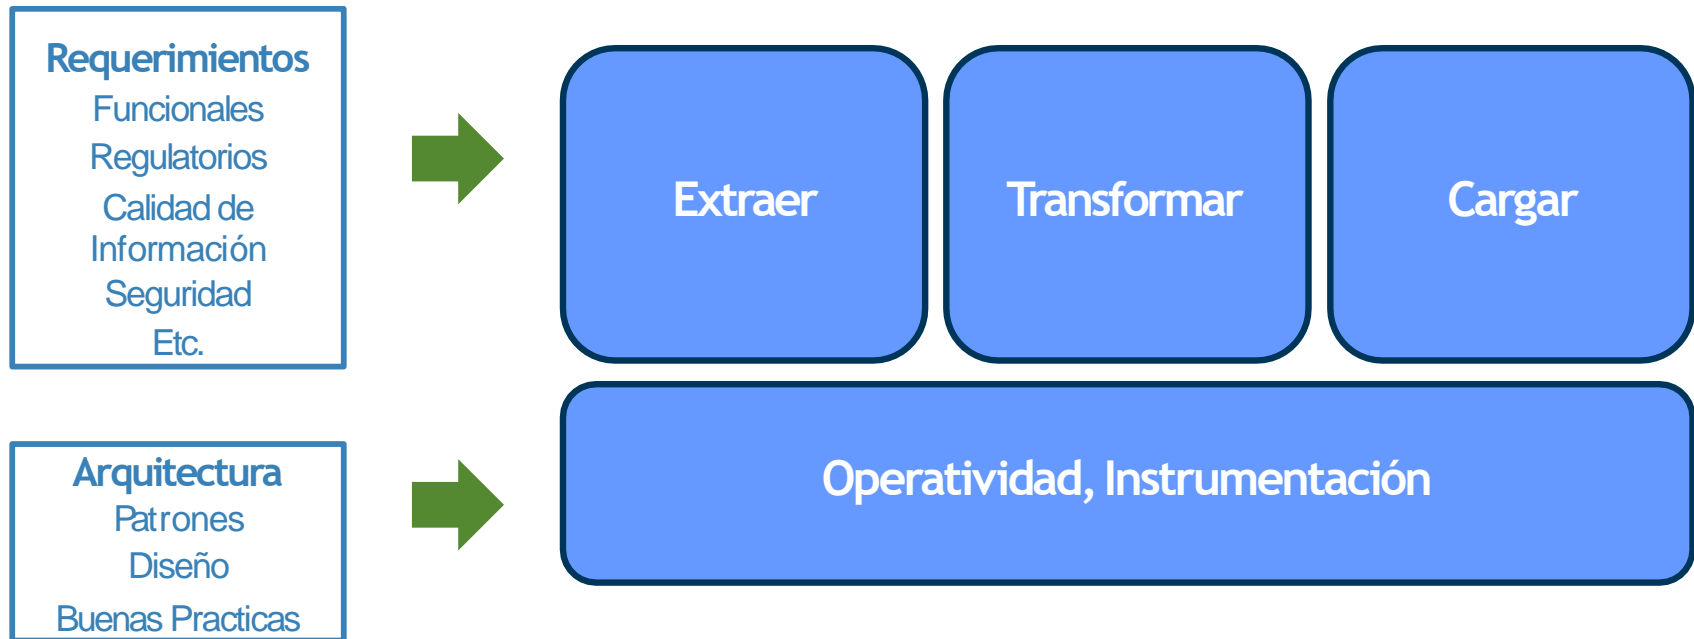 Requerimientos
Funcionales
Regulatorios
Calidad de
Información
Seguridad
Etc.
Extraer
Transformar
Cargar
Arquitectura
Patrones
Diseño
Buenas Practicas
Operatividad, Instrumentación